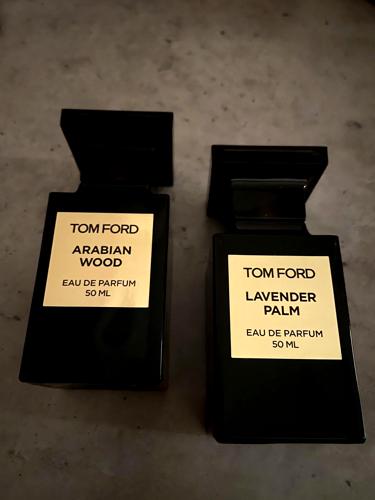 TOM FORD
ARABIAN
WOOD
EAU DE PARFUM
50 ML
TOM FORD
LAVENDER
PALM
EAU DE PARFUM
50 ML